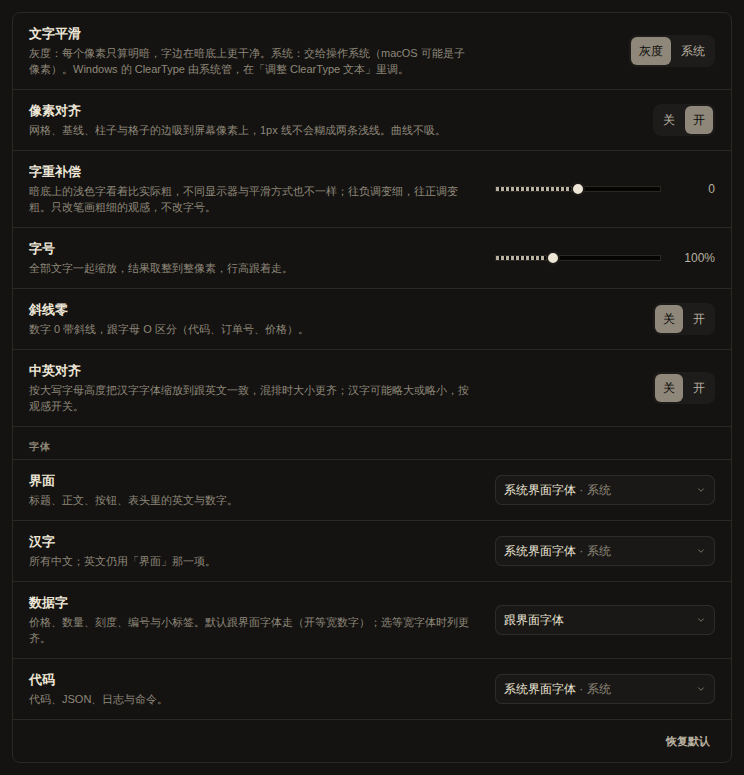 文字平滑
灰度：每个像素只算明暗，字边在暗底上更干净。系统：交给操作系统（macOS 可能是子
像素）。Windows 的 ClearType 由系统管，在「调整 ClearType 文本」里调。
灰度 系统
像素对齐
网格、基线、柱子与格子的边吸到屏幕像素上，1px 线不会糊成两条浅线。曲线不吸。
关 开
字重补偿
暗底上的浅色字看着比实际粗，不同显示器与平滑方式也不一样；往负调变细，往正调变
粗。只改笔画粗细的观感，不改字号。
0
字号
全部文字一起缩放，结果取整到整像素，行高跟着走。
100%
斜线零
数字 0 带斜线，跟字母 O 区分（代码、订单号、价格）。
关 开
中英对齐
按大写字母高度把汉字字体缩放到跟英文一致，混排时大小更齐；汉字可能略大或略小，按
观感开关。
关 开
字体
界面
标题、正文、按钮、表头里的英文与数字。
系统界面字体 · 系统
汉字
所有中文；英文仍用「界面」那一项。
系统界面字体 · 系统
数据字
价格、数量、刻度、编号与小标签。默认跟界面字体走（开等宽数字）；选等宽字体时列更
齐。
跟界面字体
代码
代码、JSON、日志与命令。
系统界面字体 · 系统
恢复默认